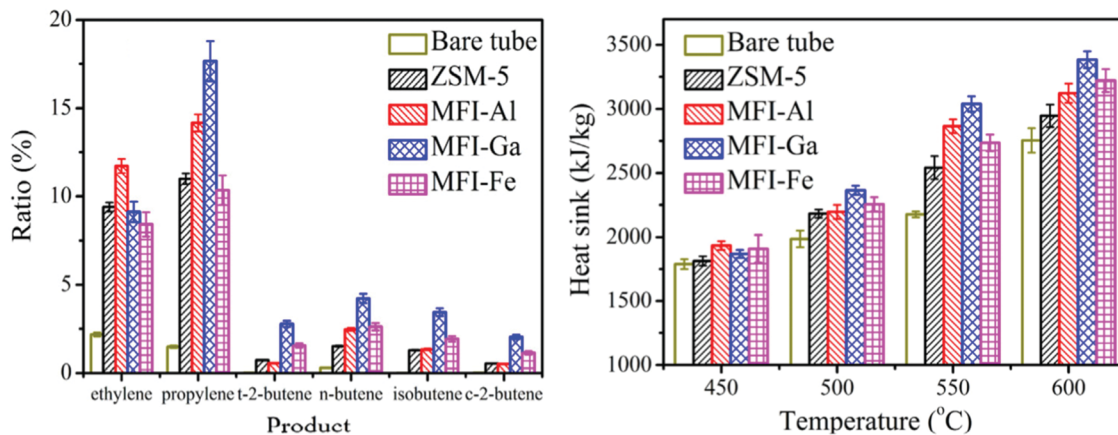 20
15
10
5
0
Ratio (%)
Bare tube
ZSM-5
MFI-Al
MFI-Ga
MFI-Fe
ethylene propylene t-2-butene n-butene isobutene c-2-butene
Product
3500
3000
2500
2000
1500
1000
Heat sink (kJ/kg)
Bare tube
ZSM-5
MFI-Al
MFI-Ga
MFI-Fe
450 500 550 600
Temperature (°C)